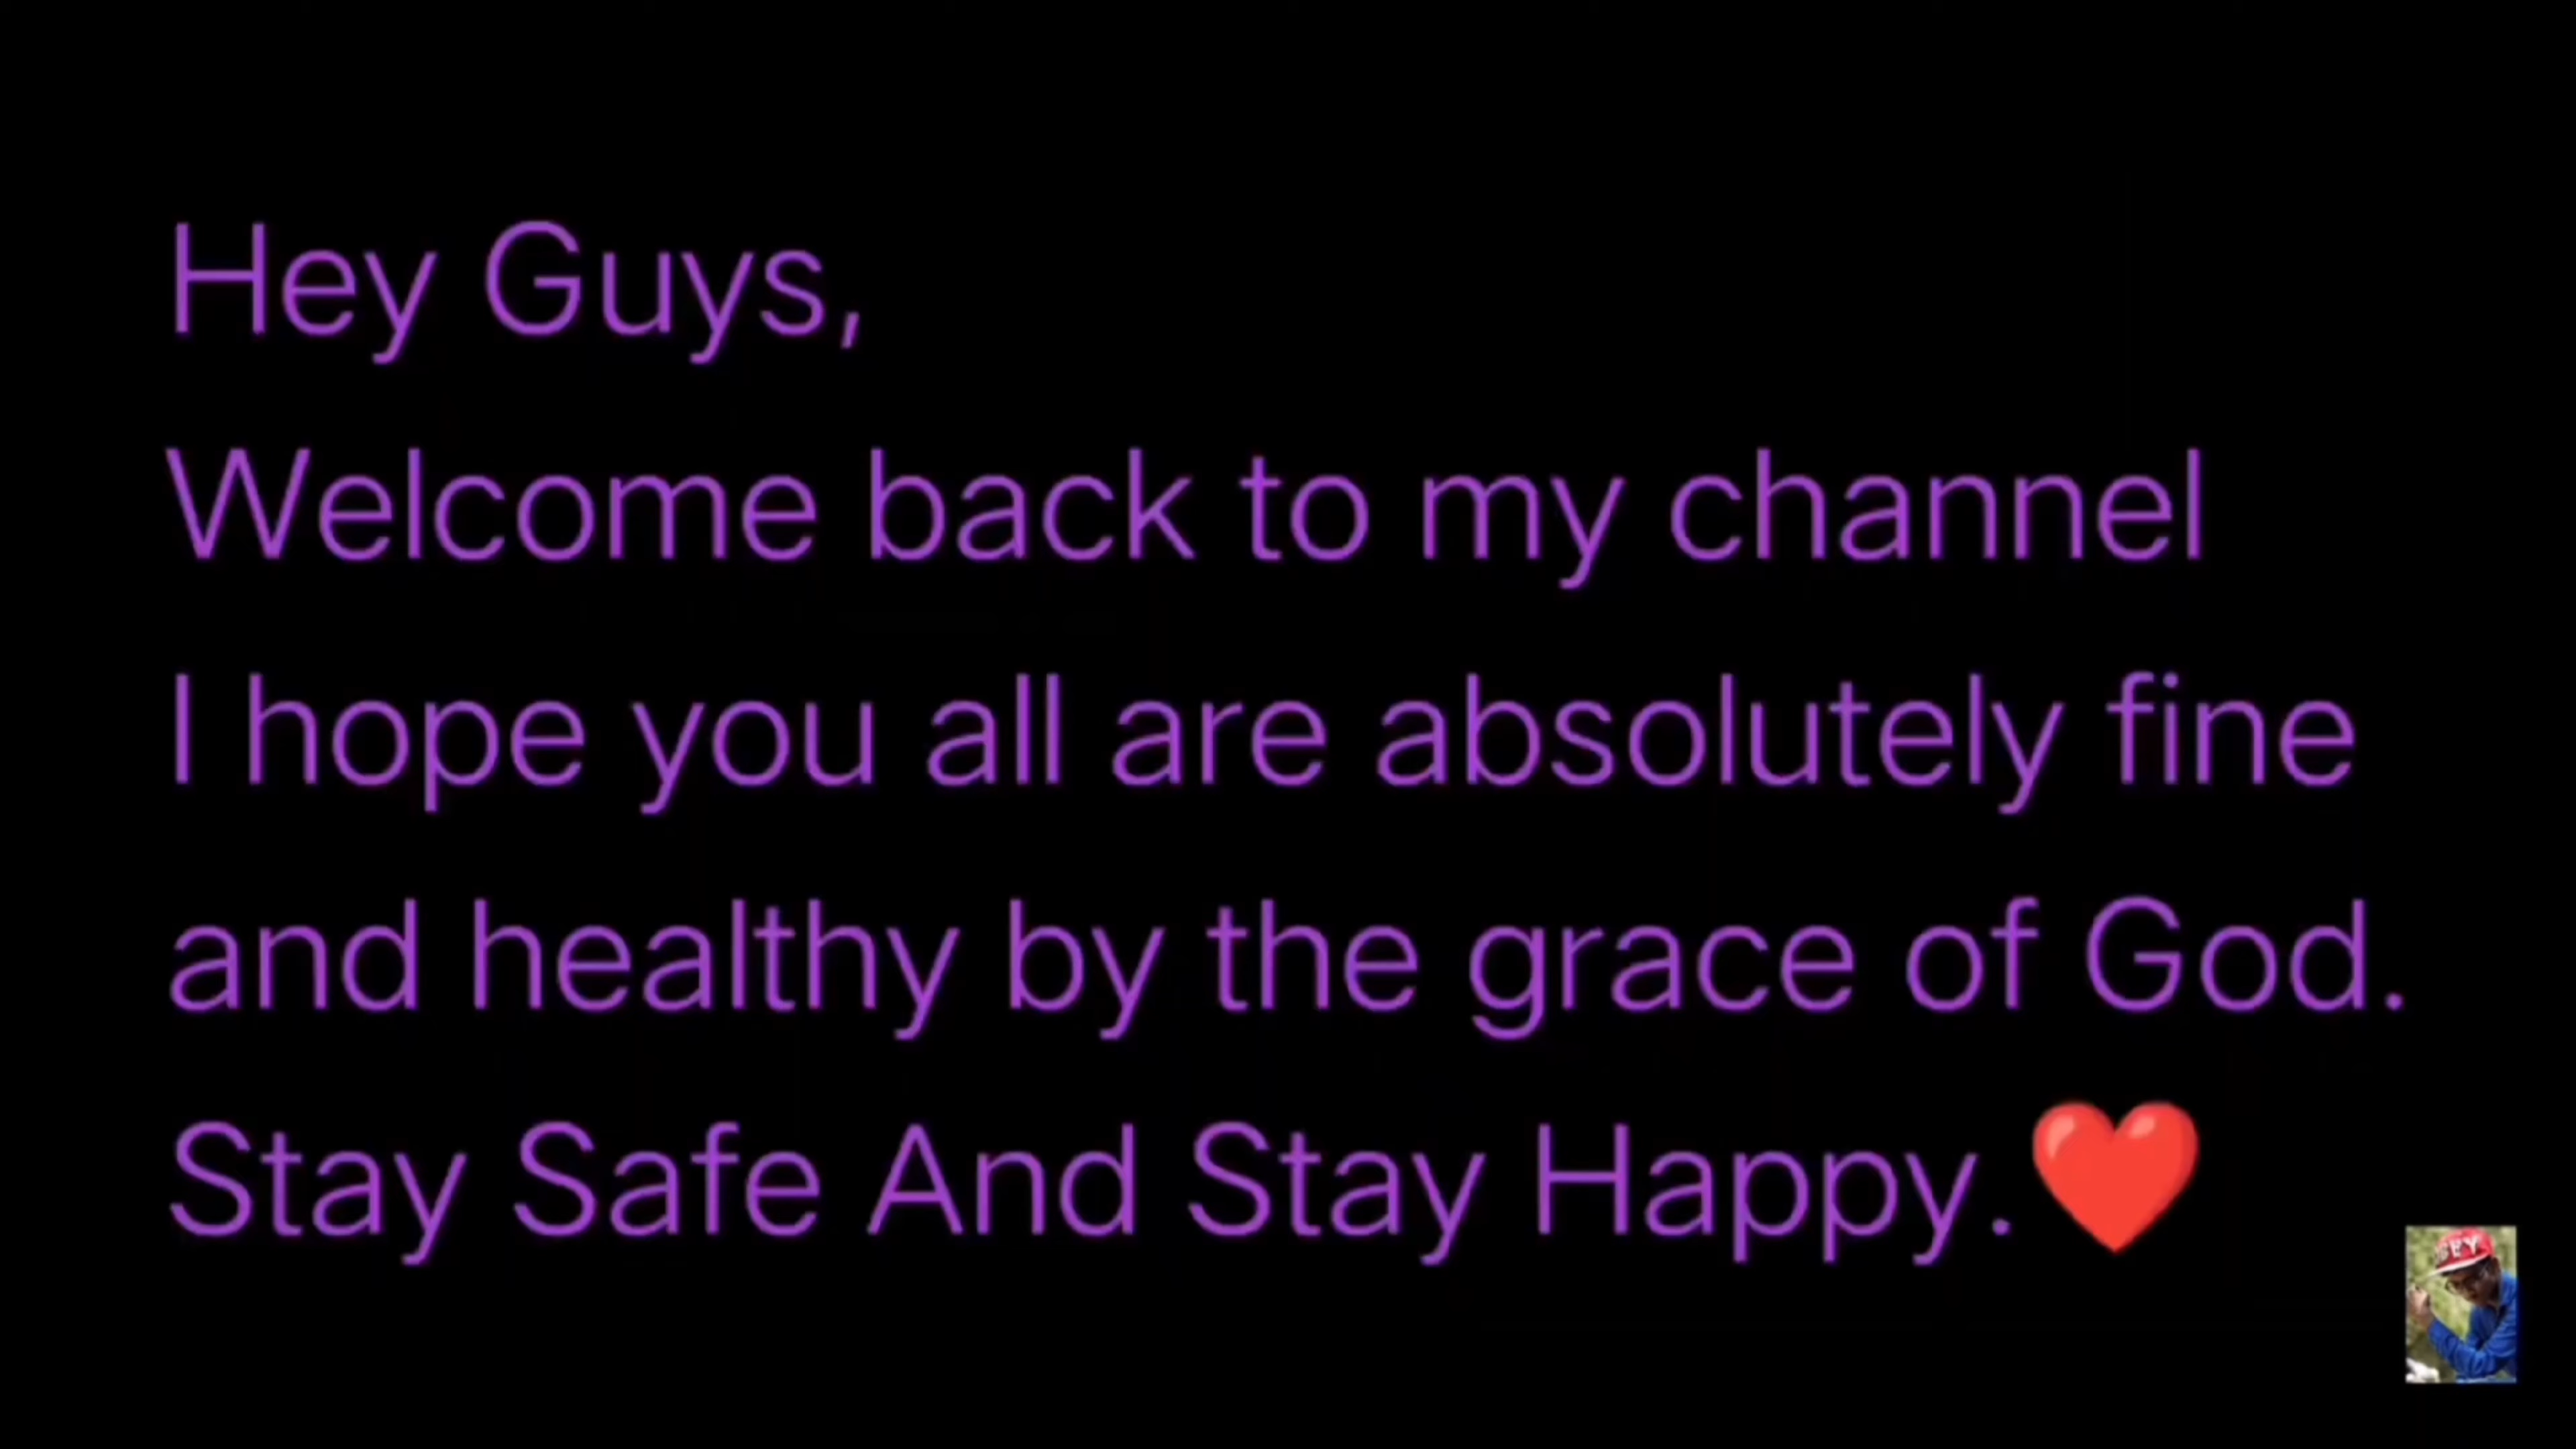 Hey Guys,
Welcome back to my channel
I hope you all are absolutely fine
and healthy by the grace of God.
Stay Safe And Stay Happy.❤️